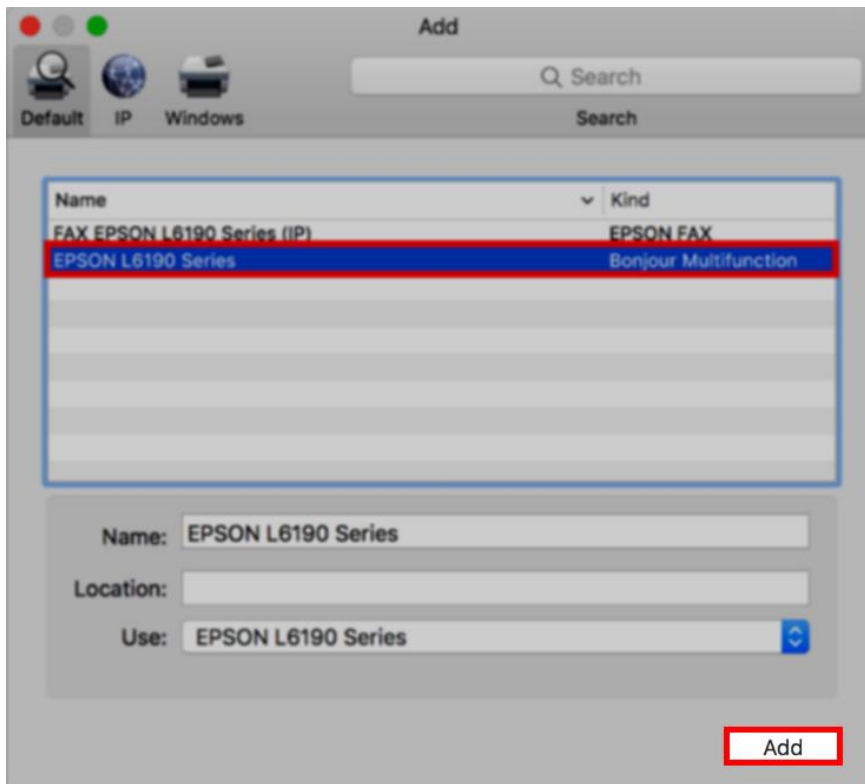 Add
Search
Default IP Windows Search
Name Kind
FAX EPSON L6190 Series (IP) EPSON FAX
EPSON L6190 Series Bonjour Multifunction
Name: EPSON L6190 Series
Location:
Use: EPSON L6190 Series
Add